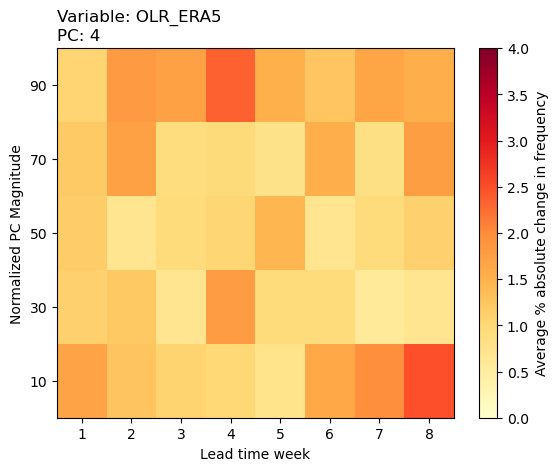 Variable: OLR_ERA5
PC: 4
Normalized PC Magnitude
90
70
50
30
10
1 2 3 4 5 6 7 8
Lead time week
4.0
3.5
3.0
2.5
2.0
1.5
1.0
0.5
0.0
Average % absolute change in frequency